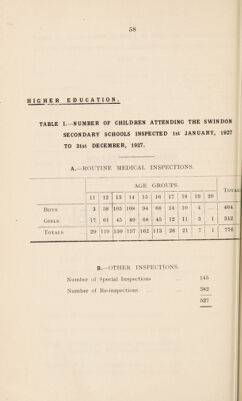 58
HIGHER EDUCATION.
TABLE I.—NUMBER OF CHILDREN ATTENDING THE SWINDON
SECONDARY SCHOOLS INSPECTED 1st JANUARY, 1927
TO 31st DECEMBER, 1927.
A.—ROUTINE MEDICAL INSPECTIONS.
AGE GROUPS. TOTAL
11 12 13 14 15 16 17 18 19 20
BOYS 3 58 105 108 94 68 14 10 4 ... 464
GIRLS 17 61 45 49 68 45 12 11 3 1 312
TOTALS ... 20 119 150 157 162 113 26 21 7 1 776
B.—OTHER INSPECTIONS.
Number of Special Inspections ... 145
Number of Re-inspections ... ... 382
527